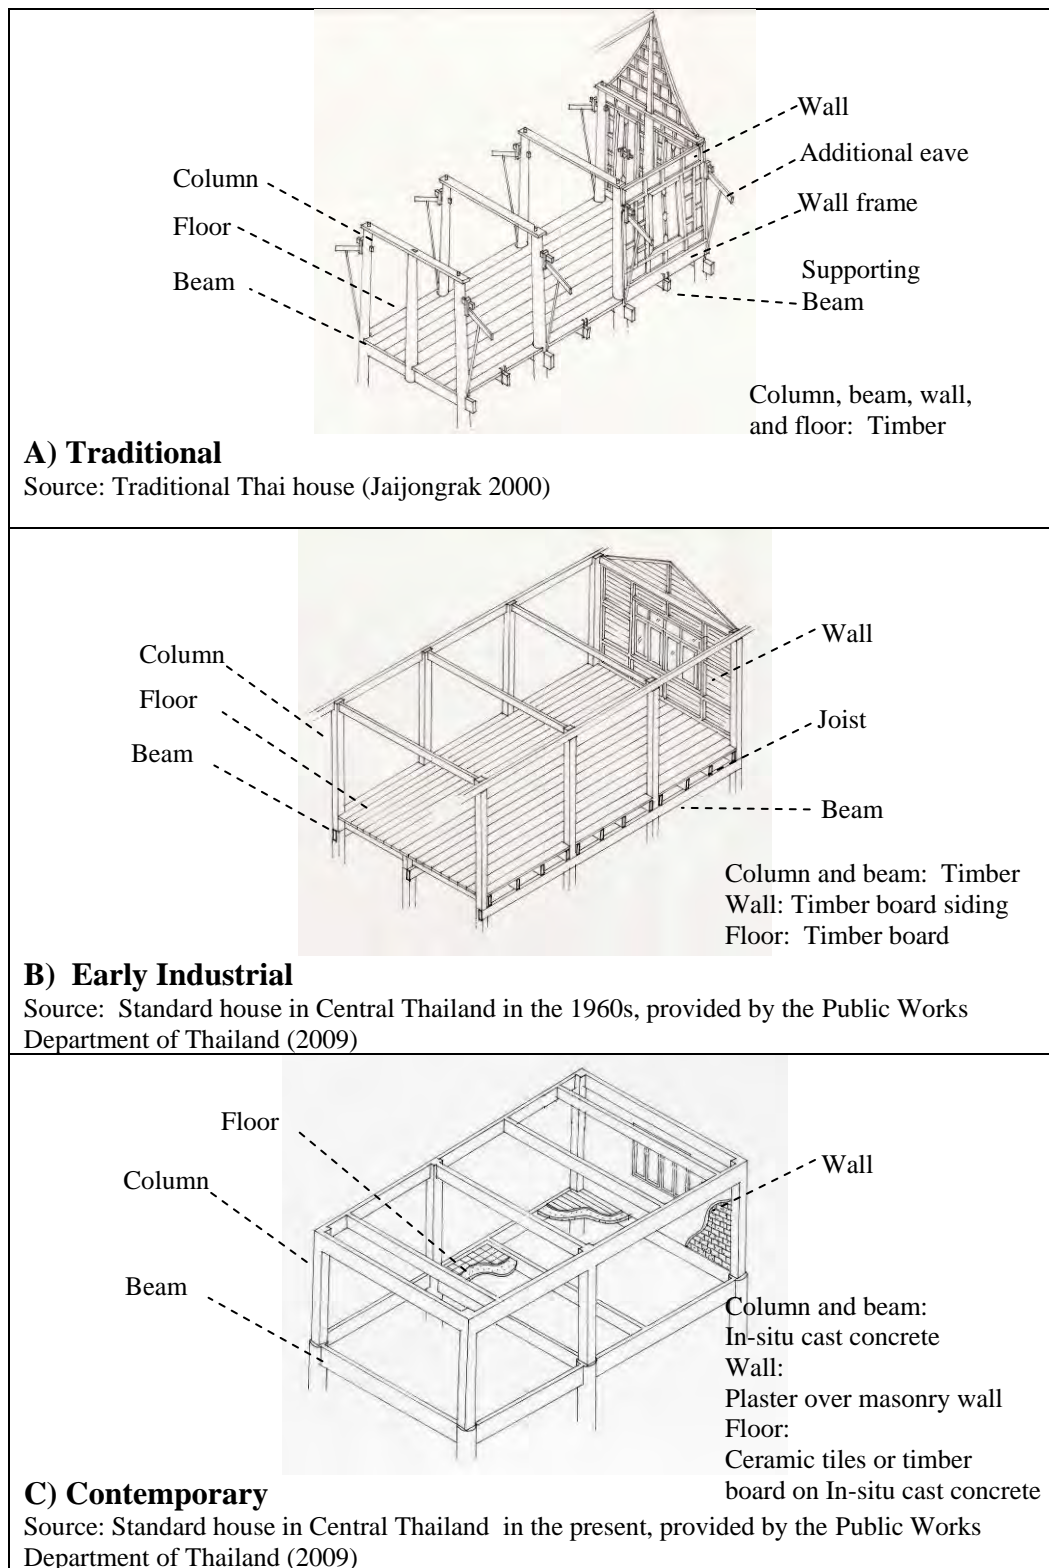 Wall
Additional eave
Column
Wall frame
Floor
Supporting
Beam
Beam
Column, beam, wall,
and floor:  Timber
A) Traditional
Source: Traditional Thai house (Jaijongrak 2000)
Wall
Column
Floor
Joist
Beam
Beam
Column and beam:  Timber
Wall: Timber board siding
Floor:  Timber board
B)  Early Industrial
Source:  Standard house in Central Thailand in the 1960s, provided by the Public Works
Department of Thailand (2009)
Floor
Wall
Column
Beam
Column and beam:
In-situ cast concrete
Wall:
Plaster over masonry wall
Floor:
Ceramic tiles or timber
board on In-situ cast concrete
C) Contemporary
Source: Standard house in Central Thailand  in the present, provided by the Public Works
Department of Thailand (2009)